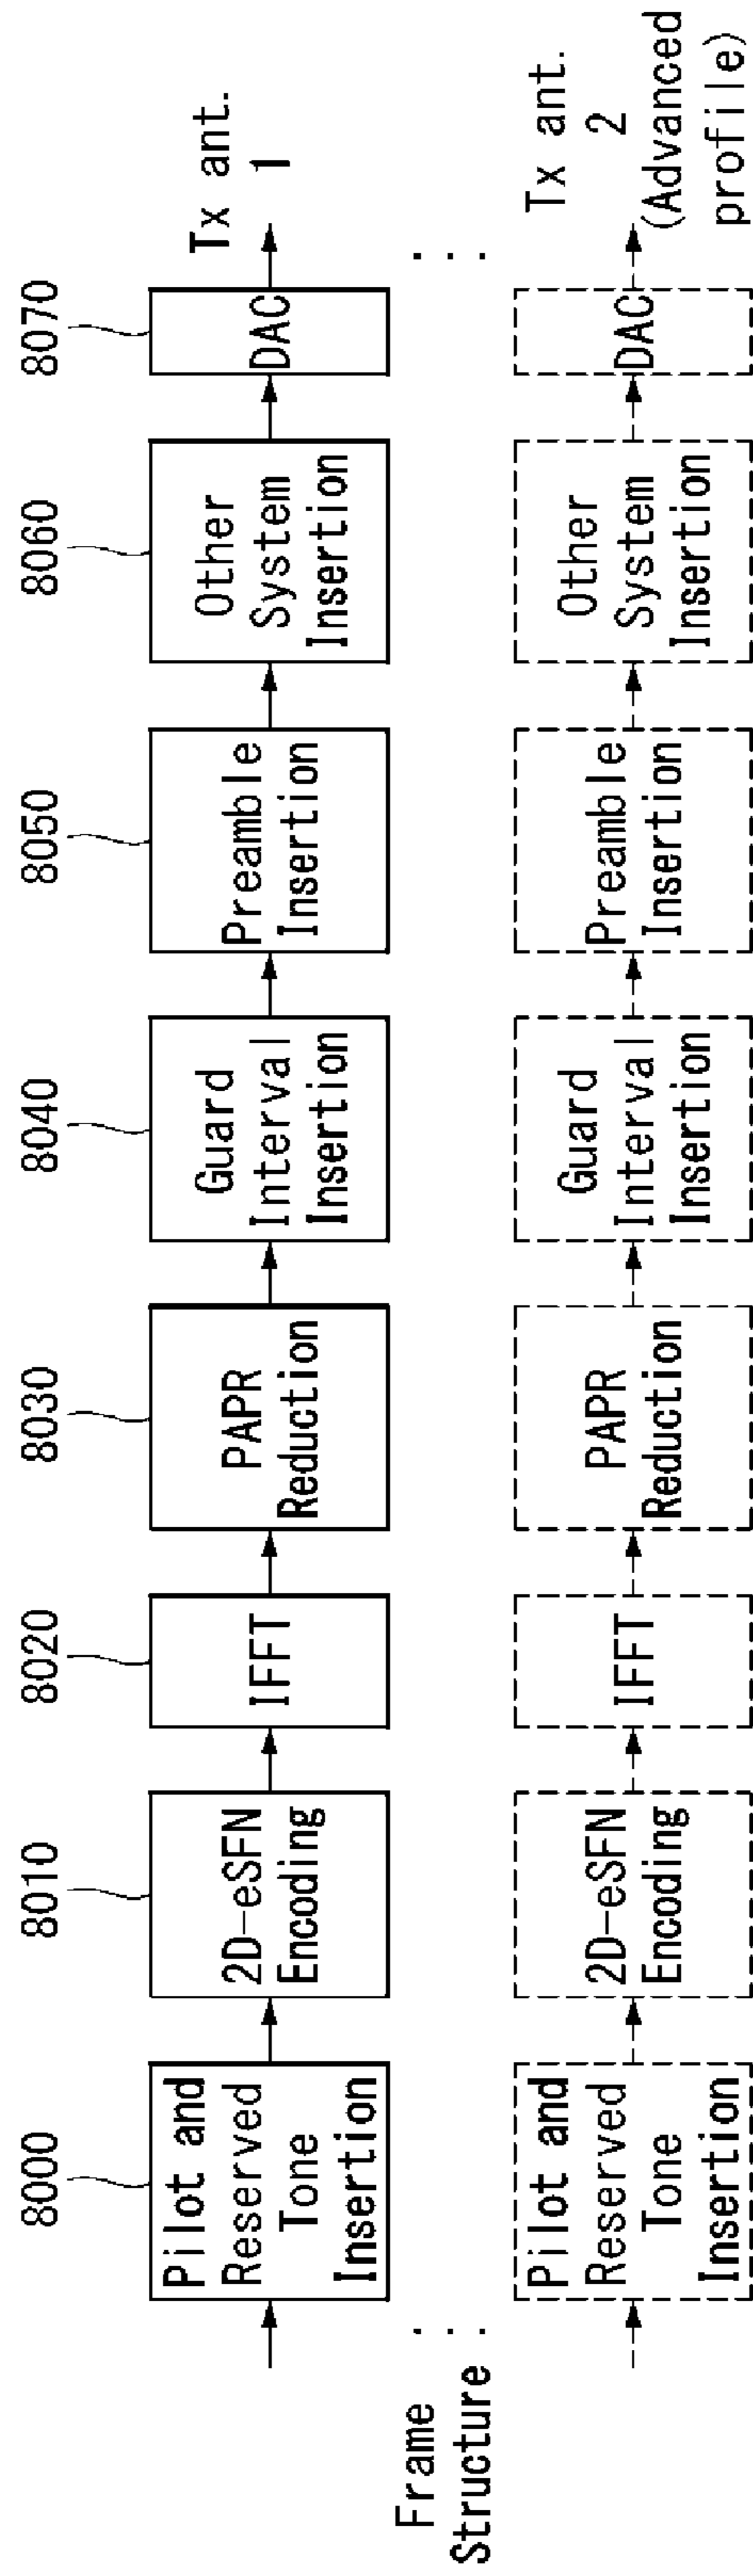 8000
8010
8020
8030
8040
8050
8060
8070
Frame
Structure
Pilot and
Reserved
Tone
Insertion
2D-eSFN
Encoding
IFFT
PAPR
Reduction
Guard
Interval
Insertion
Preamble
Insertion
Other
System
Insertion
DAC
Tx ant.
1
Pilot and
Reserved
Tone
Insertion
2D-eSFN
Encoding
IFFT
PAPR
Reduction
Guard
Interval
Insertion
Preamble
Insertion
Other
System
Insertion
DAC
Tx ant.
2
(Advanced
profile)